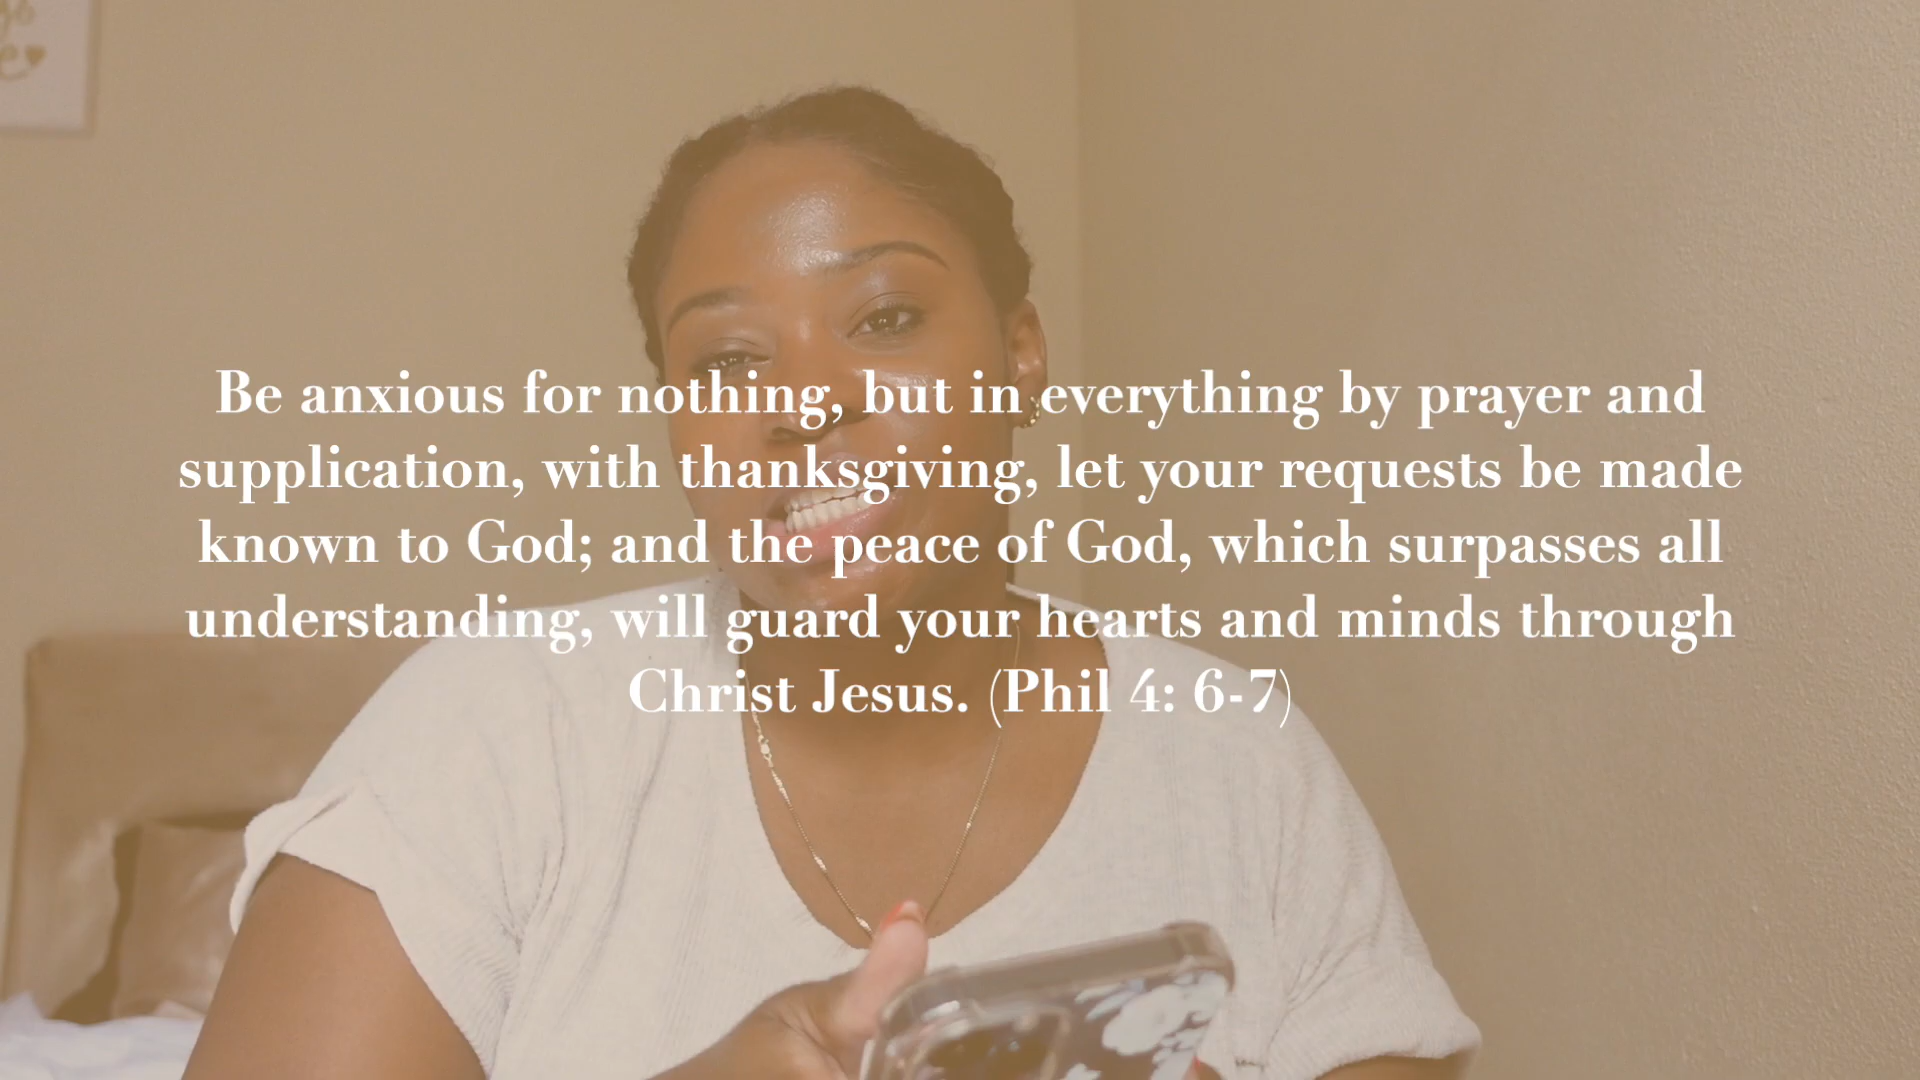 Be anxious for nothing, but in everything by prayer and
supplication, with thanksgiving, let your requests be made
known to God; and the peace of God, which surpasses all
understanding, will guard your hearts and minds through
Christ Jesus. (Phil 4: 6-7)